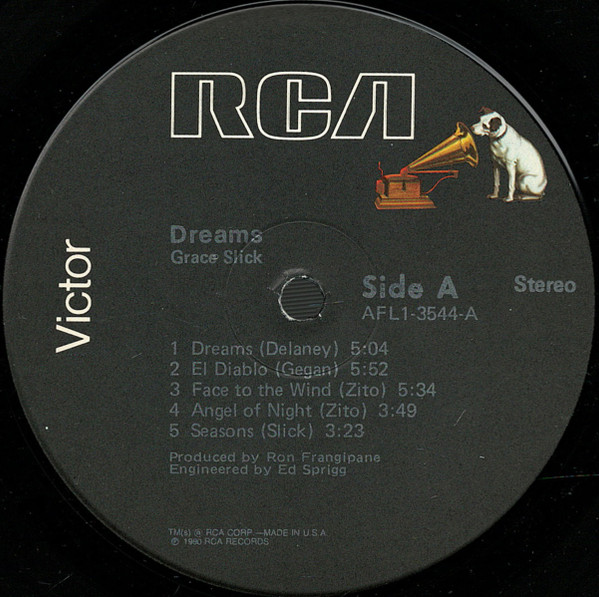 RCA
Victor
Dreams
Grace Slick
Side A
Stereo
AFL1-3544-A
1 Dreams (Delaney) 5:04
2 El Diablo (Gegan) 5:52
3 Face to the Wind (Zito) 5:34
4 Angel of Night (Zito) 3:49
5 Seasons (Slick) 3:23
Produced by Ron Frangipane
Engineered by Ed Sprigg
TM(s) ® RCA CORP.—MADE IN U.S.A.
℗ 1980 RCA RECORDS